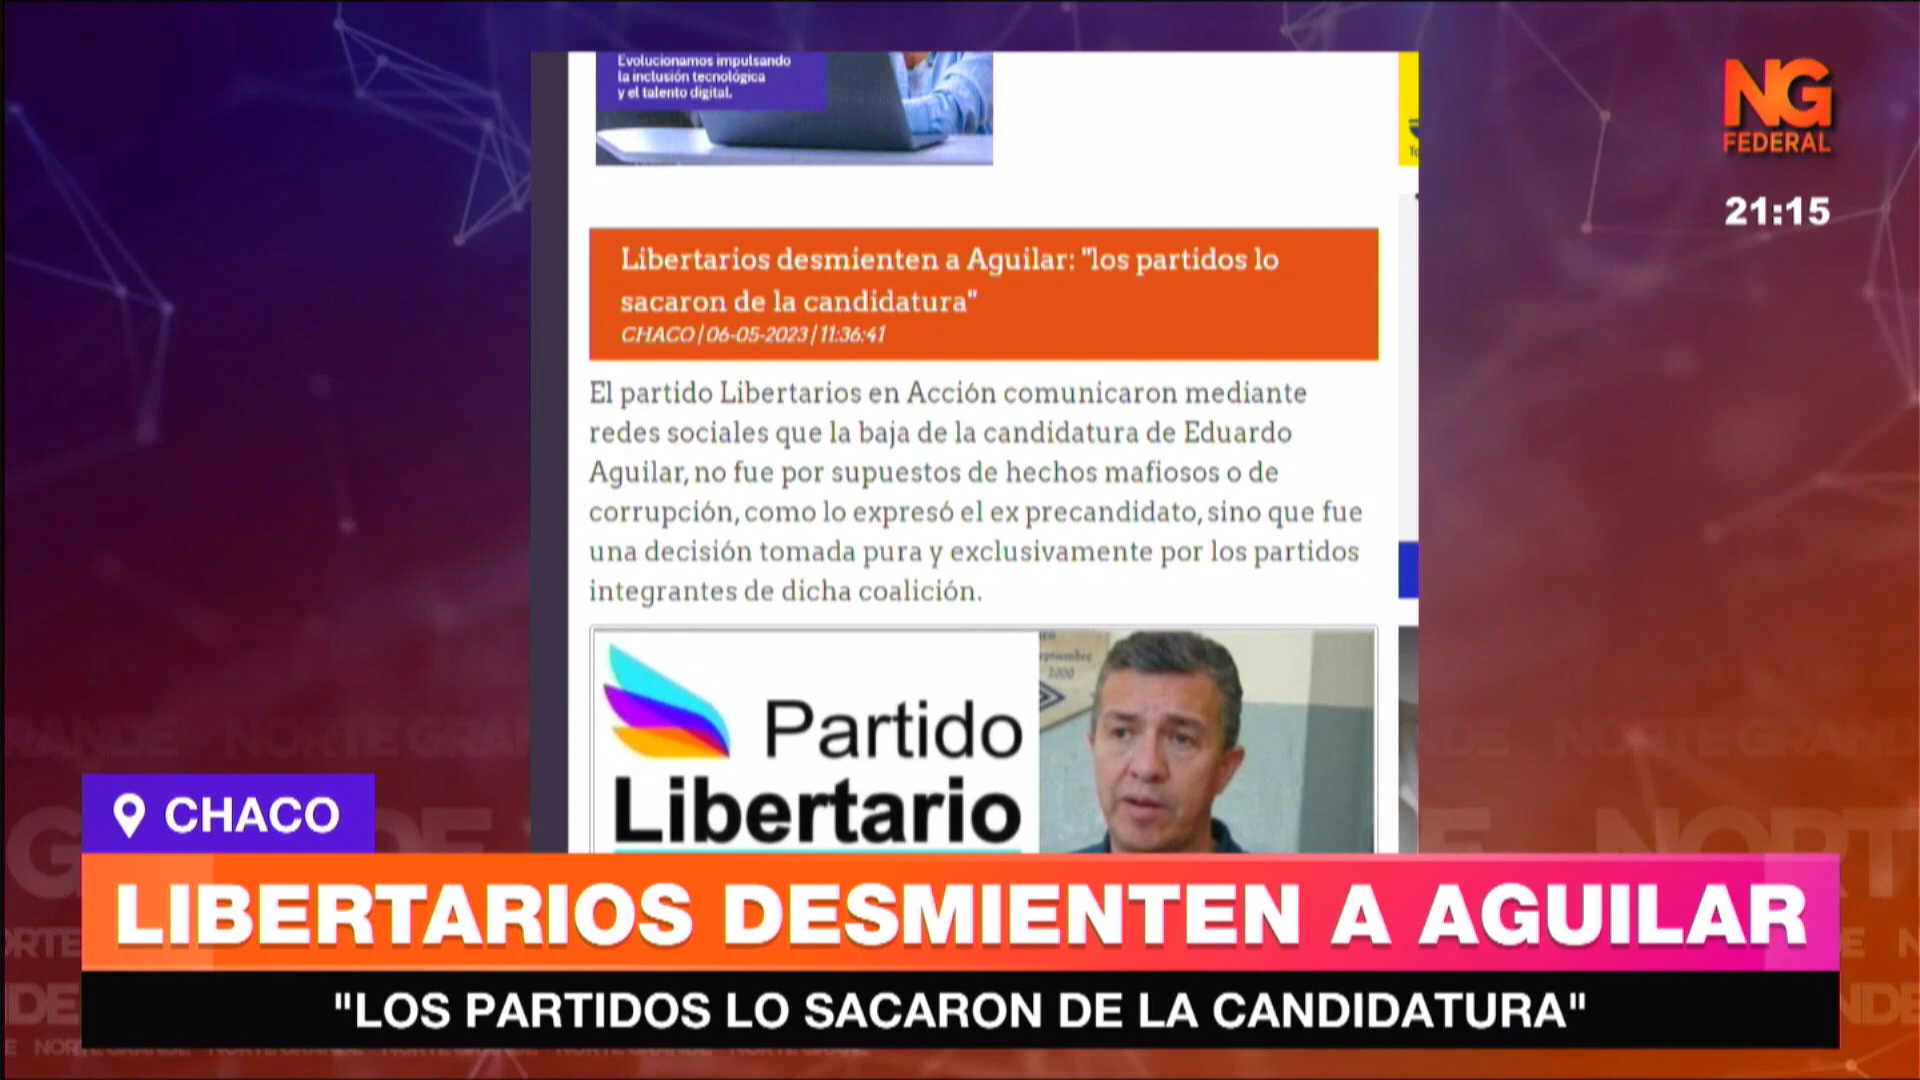 Evolucionamos impulsando
la inclusión tecnológica
y el talento digital.
NG
FEDERAL
21:15
Libertarios desmienten a Aguilar: "los partidos lo
sacaron de la candidatura"
CHACO | 06-05-2023 | 11:36:41
El partido Libertarios en Acción comunicaron mediante
redes sociales que la baja de la candidatura de Eduardo
Aguilar, no fue por supuestos de hechos mafiosos o de
corrupción, como lo expresó el ex precandidato, sino que fue
una decisión tomada pura y exclusivamente por los partidos
integrantes de dicha coalición.
2000
Partido
Libertario
NORTE GRANDE
CHACO
LIBERTARIOS DESMIENTEN A AGUILAR
"LOS PARTIDOS LO SACARON DE LA CANDIDATURA"